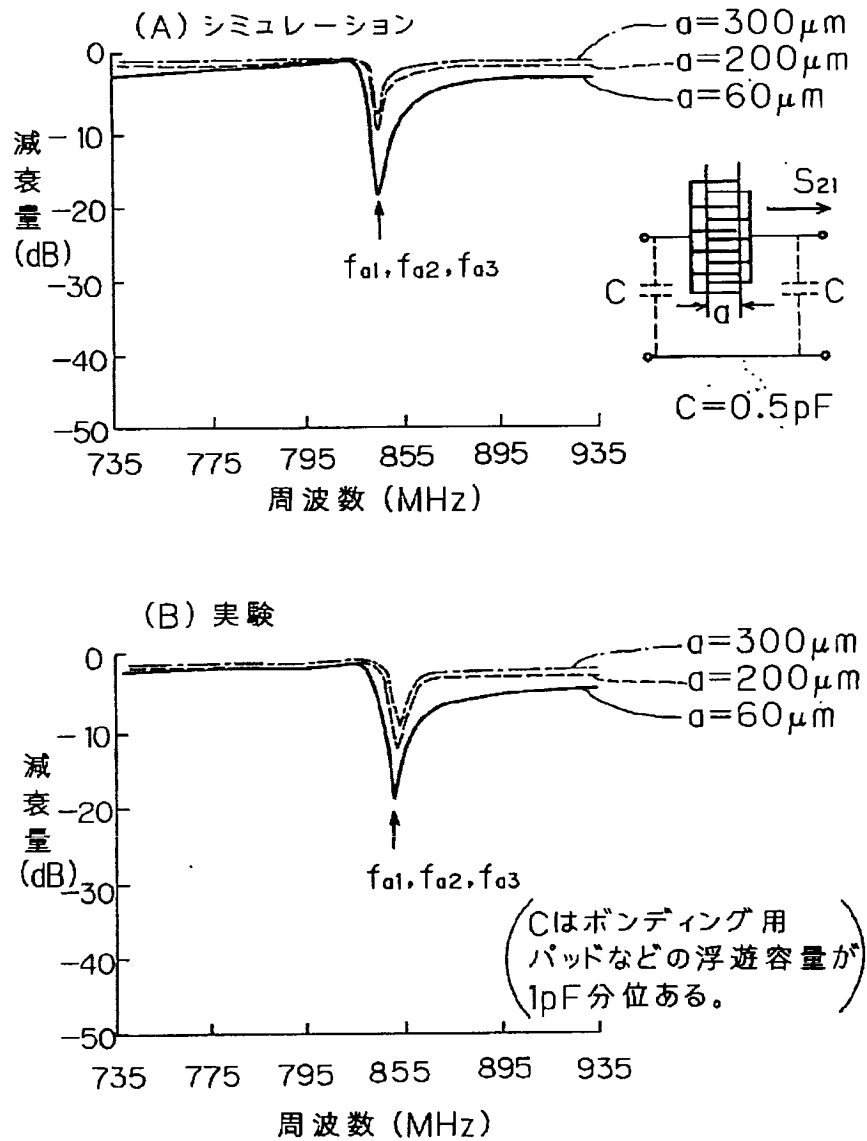 (A) シミュレーション
a=300μm
a=200μm
a=60μm
0
-10
-20
-30
-40
-50
減衰量
(dB)
fa1, fa2, fa3
S21
C
C
a
C=0.5pF
735 775 795 855 895 935
周波数 (MHz)
(B) 実験
a=300μm
a=200μm
a=60μm
0
-10
-20
-30
-40
-50
減衰量
(dB)
fa1, fa2, fa3
Cはボンディング用
パッドなどの浮遊容量が
1pF分位ある。
735 775 795 855 895 935
周波数 (MHz)